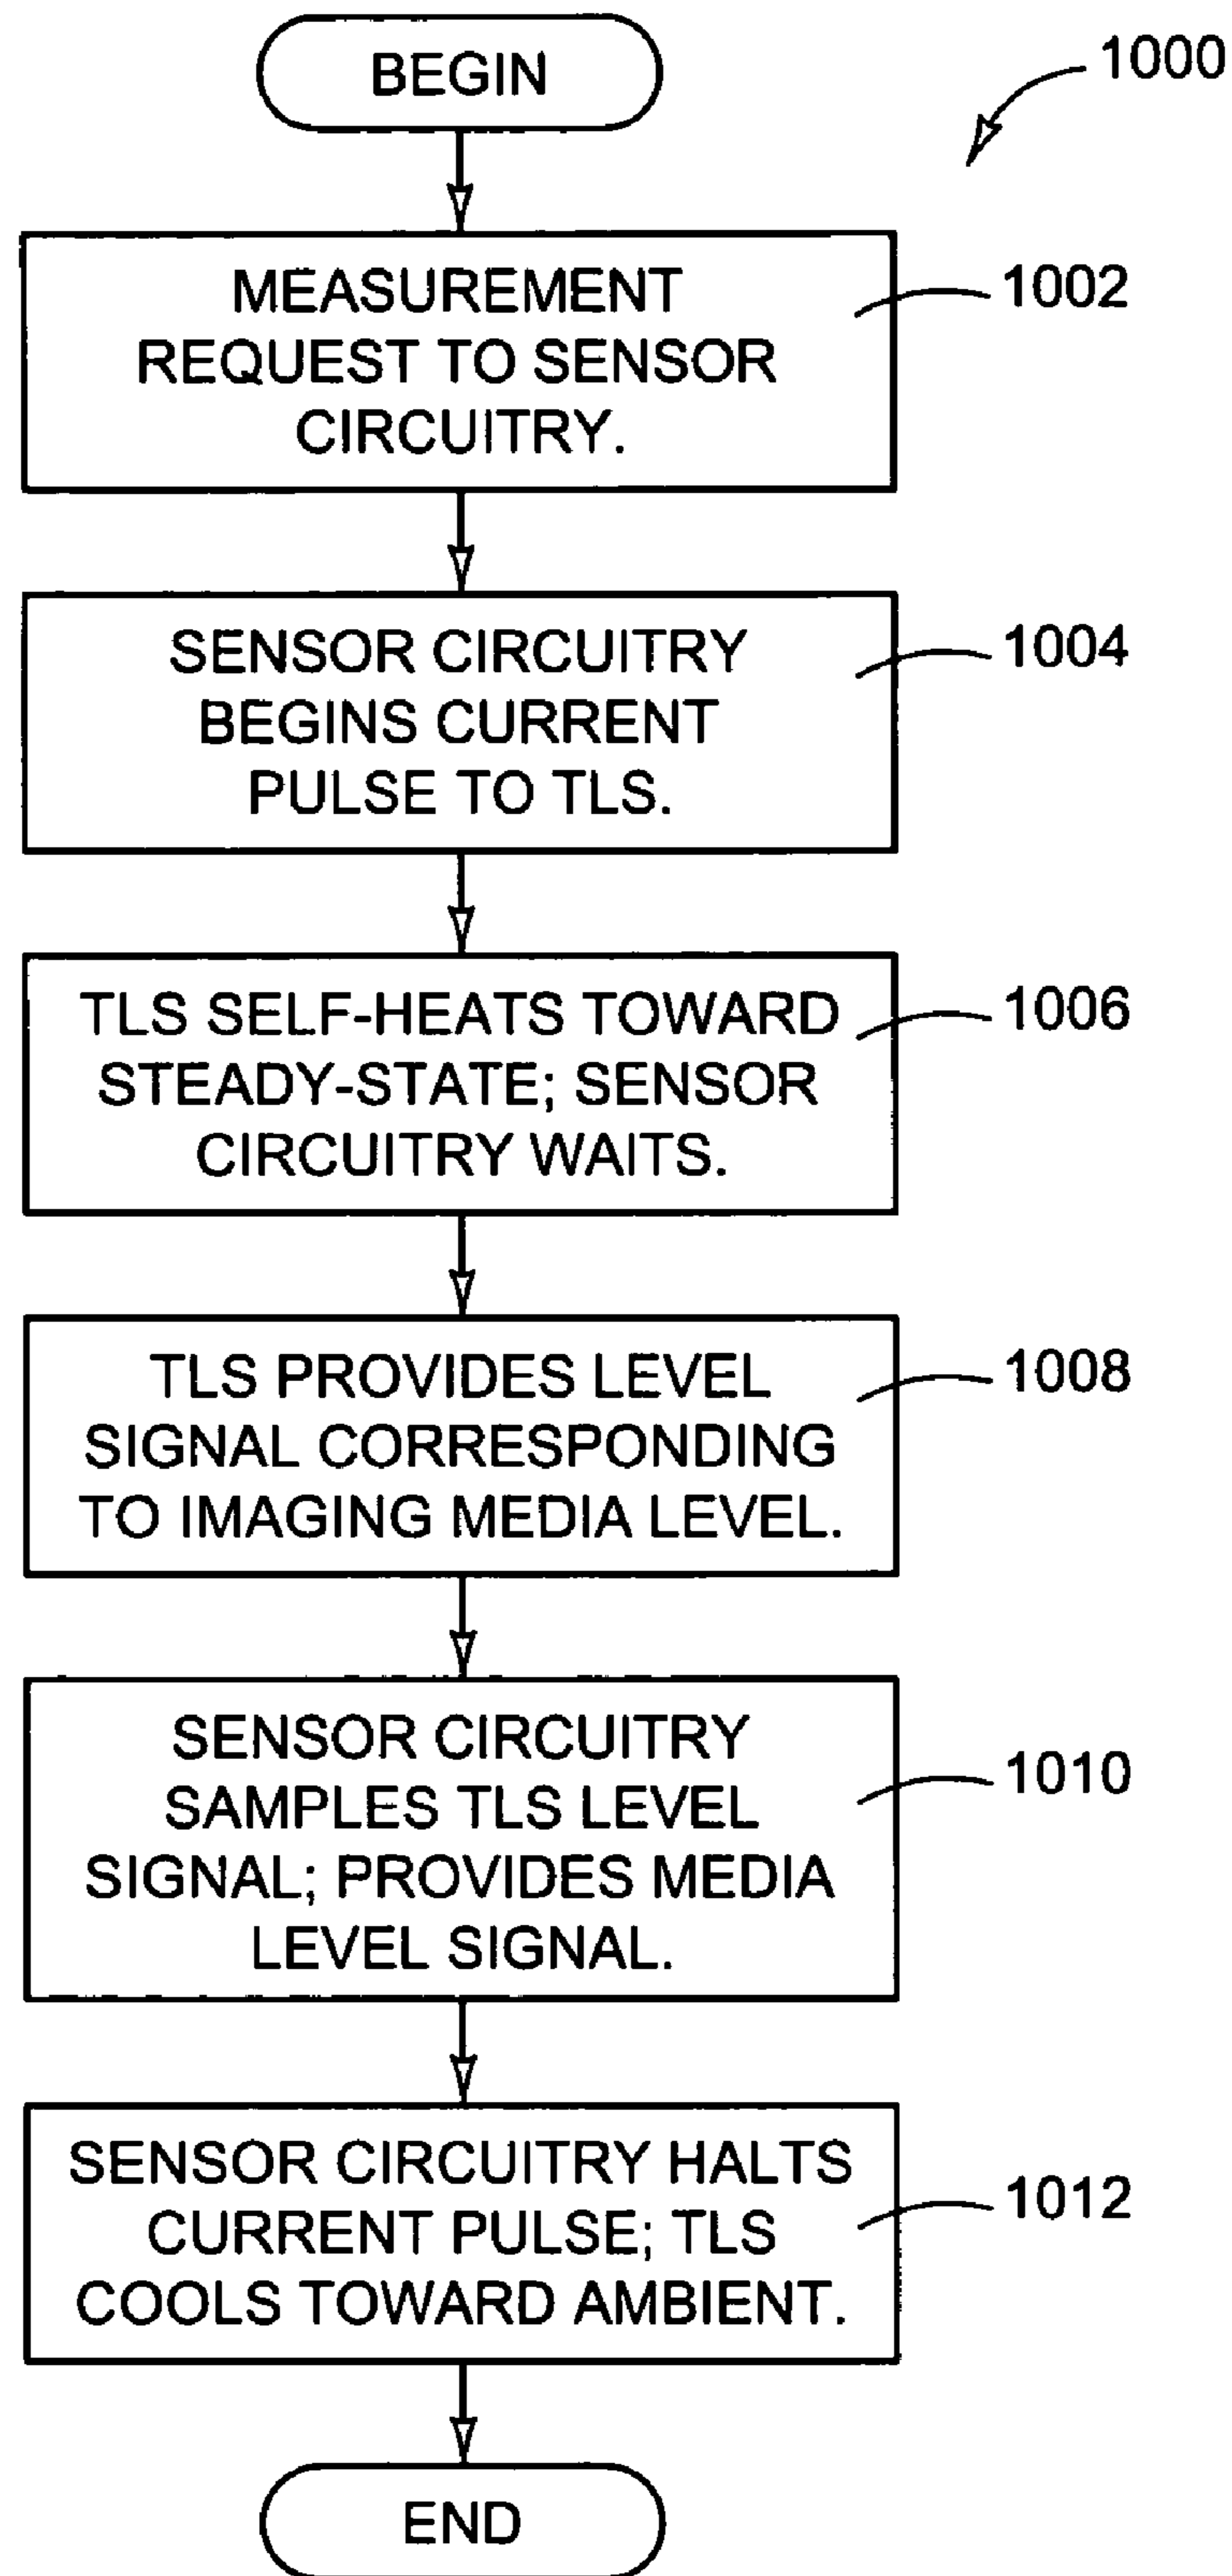 BEGIN
1000
MEASUREMENT
REQUEST TO SENSOR
CIRCUITRY.
1002
SENSOR CIRCUITRY
BEGINS CURRENT
PULSE TO TLS.
1004
TLS SELF-HEATS TOWARD
STEADY-STATE; SENSOR
CIRCUITRY WAITS.
1006
TLS PROVIDES LEVEL
SIGNAL CORRESPONDING
TO IMAGING MEDIA LEVEL.
1008
SENSOR CIRCUITRY
SAMPLES TLS LEVEL
SIGNAL; PROVIDES MEDIA
LEVEL SIGNAL.
1010
SENSOR CIRCUITRY HALTS
CURRENT PULSE; TLS
COOLS TOWARD AMBIENT.
1012
END